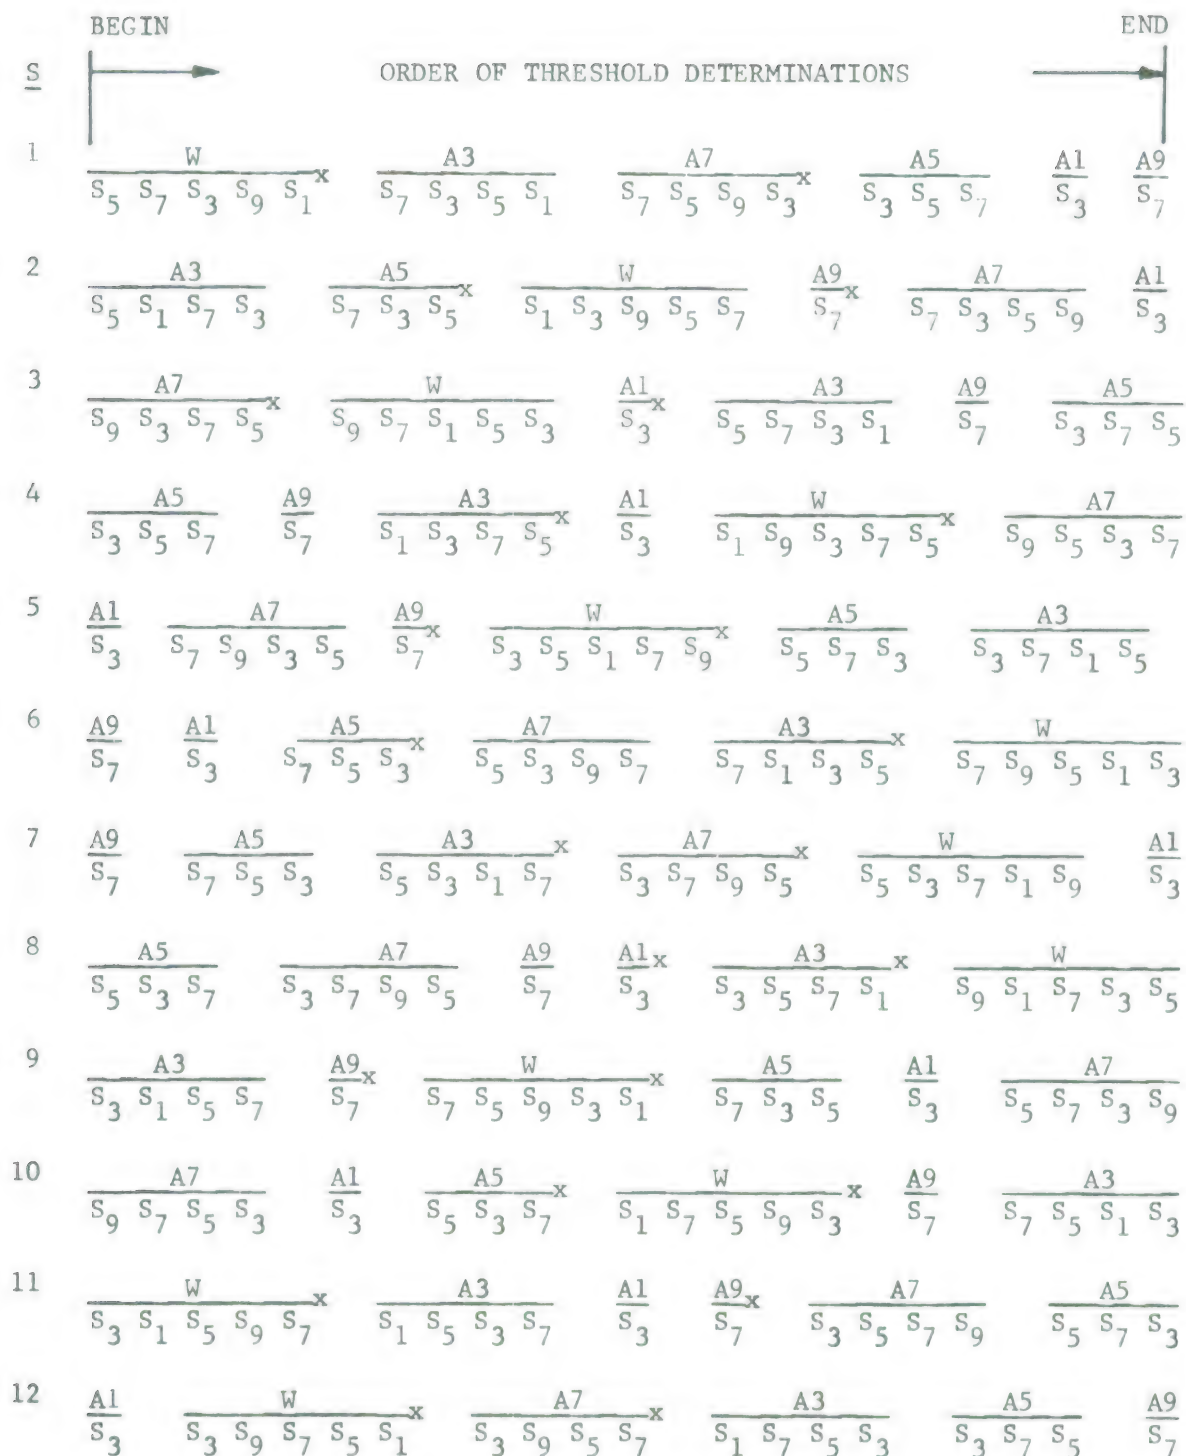 BEGIN END
S ORDER OF THRESHOLD DETERMINATIONS
1 W x A3 A7 x A5 A1 A9
S5 S7 S3 S9 S1 S7 S3 S5 S1 S7 S5 S9 S3 S3 S5 S7 S3 S7
2 A3 A5 x W A9 x A7 A1
S5 S1 S7 S3 S7 S3 S5 S1 S3 S9 S5 S7 S7 S7 S3 S5 S9 S3
3 A7 x W A1 x A3 A9 A5
S9 S3 S7 S5 S9 S7 S1 S5 S3 S3 S5 S7 S3 S1 S7 S3 S7 S5
4 A5 A9 A3 x A1 W x A7
S3 S5 S7 S7 S1 S3 S7 S5 S3 S1 S9 S3 S7 S5 S9 S5 S3 S7
5 A1 A7 A9 x W x A5 A3
S3 S7 S9 S3 S5 S7 S3 S5 S1 S7 S9 S5 S7 S3 S3 S7 S1 S5
6 A9 A1 A5 x A7 A3 x W
S7 S3 S7 S5 S3 S5 S3 S9 S7 S7 S1 S3 S5 S7 S9 S5 S1 S3
7 A9 A5 A3 x A7 x W A1
S7 S7 S5 S3 S5 S3 S1 S7 S3 S7 S9 S5 S5 S3 S7 S1 S9 S3
8 A5 A7 A9 A1 x A3 x W
S5 S3 S7 S3 S7 S9 S5 S7 S3 S3 S5 S7 S1 S9 S1 S7 S3 S5
9 A3 A9 x W x A5 A1 A7
S3 S1 S5 S7 S7 S7 S5 S9 S3 S1 S7 S3 S5 S3 S5 S7 S3 S9
10 A7 A1 A5 x W x A9 A3
S9 S7 S5 S3 S3 S5 S3 S7 S1 S7 S5 S9 S3 S7 S7 S5 S1 S3
11 W x A3 A1 A9 x A7 A5
S3 S1 S5 S9 S7 S1 S5 S3 S7 S3 S7 S3 S5 S7 S9 S5 S7 S3
12 A1 W x A7 x A3 A5 A9
S3 S3 S9 S7 S5 S1 S3 S9 S5 S7 S1 S7 S5 S3 S3 S7 S5 S7